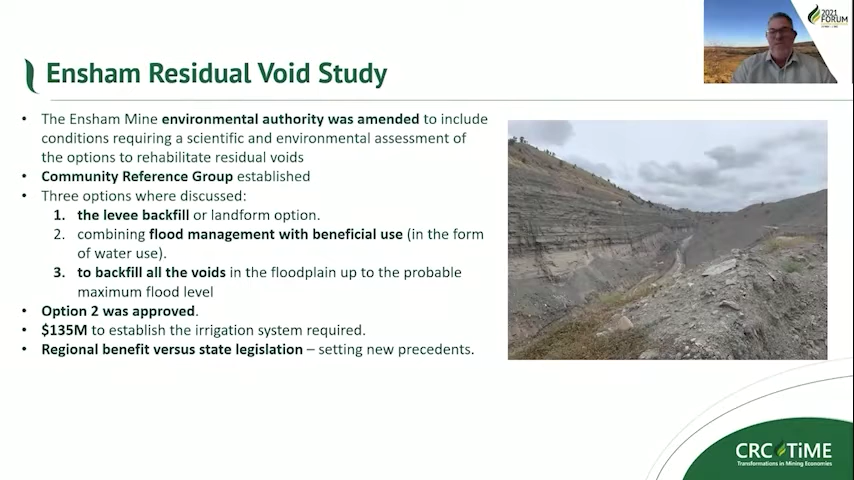 2021
FORUM
Ensham Residual Void Study
• The Ensham Mine environmental authority was amended to include
conditions requiring a scientific and environmental assessment of
the options to rehabilitate residual voids
• Community Reference Group established
• Three options where discussed:
1. the levee backfill or landform option.
2. combining flood management with beneficial use (in the form
of water use).
3. to backfill all the voids in the floodplain up to the probable
maximum flood level
• Option 2 was approved.
• $135M to establish the irrigation system required.
• Regional benefit versus state legislation – setting new precedents.
CRC TiME
Transformations in Mining Economies